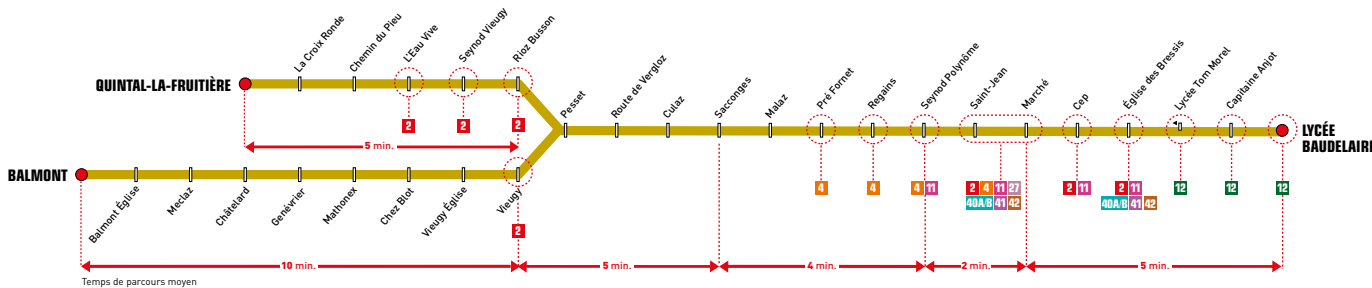 La Croix Ronde
Chemin du Pieu
L'Eau Vive
Seynod Vieugy
Rioz Busson
QUINTAL-LA-FRUITIÈRE
2
2
2
5 min.
Pesset
Route de Vergloz
Culaz
Sacconges
Malaz
Pré Fornet
Regains
Seynod Polynôme
Saint-Jean
Marché
Cep
Église des Bressis
Lycée Tom Morel
Capitaine Anjot
LYCÉE
BAUDELAIRE
BALMONT
Balmont Église
Meclaz
Châtelard
Genévrier
Mathonex
Chez Blot
Vieugy Église
Vieugy
2
4
4
4 11
2 4 11 27
40A/B 41 42
2 11
2 11
40A/B 41 42
12
12
12
10 min.
5 min.
4 min.
2 min.
5 min.
Temps de parcours moyen